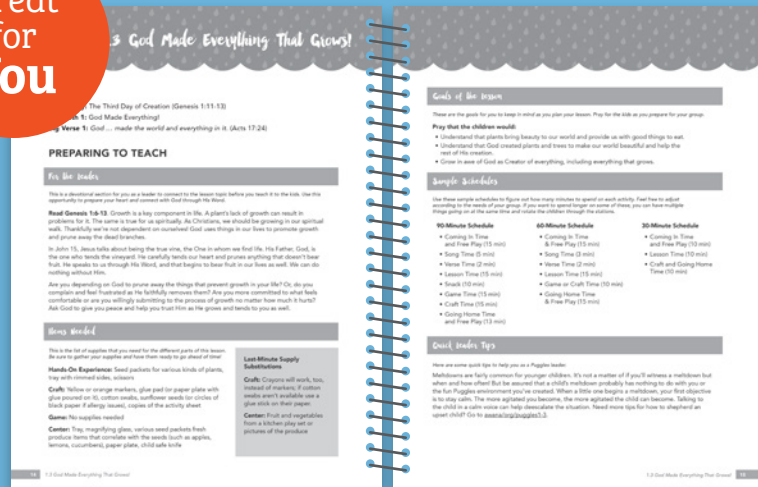 reat
for
ou
.3 God Made Everything That Grows!
The Third Day of Creation (Genesis 1:11-13)
1: God Made Everything!
Verse 1: God ... made the world and everything in it. (Acts 17:24)
PREPARING TO TEACH
For the Leader
This is a devotional section for you as a leader to connect to the lesson topic before you teach it to the kids. Use this
opportunity to prepare your heart and connect with God through His Word.
Read Genesis 1:6-13. Growth is a key component in life. A plant's lack of growth can result in
problems for it. The same is true for us spiritually. As Christians, we should be growing in our spiritual
walk. Thankfully we're not dependent on ourselves! God uses things in our lives to promote growth
and prune away the dead branches.
In John 15, Jesus talks about being the true vine, the One in whom we find life. His Father, God, is
the one who tends the vineyard. He carefully tends our heart and prunes anything that doesn't bear
fruit. He speaks to us through His Word, and that begins to bear fruit in our lives as well. We can do
nothing without Him.
Are you depending on God to prune away the things that prevent growth in your life? Or, do you
complain and feel frustrated as He faithfully removes them? Are you more committed to what feels
comfortable or are you willingly submitting to the process of growth no matter how much it hurts?
Ask God to give you peace and help you trust Him as He grows and tends to you as well.
Items Needed
This is the list of supplies that you need for the different parts of this lesson.
Be sure to gather your supplies and have them ready to go ahead of time!
Hands-On Experience: Seed packets for various kinds of plants,
tray with rimmed sides, scissors
Craft: Yellow or orange markers, glue pad (or paper plate with
glue poured on it), cotton swabs, sunflower seeds (or circles of
black paper if allergy issues), copies of the activity sheet
Game: No supplies needed
Center: Tray, magnifying glass, various seed packets fresh
produce items that correlate with the seeds (such as apples,
lemons, cucumbers), paper plate, child safe knife
Last-Minute Supply
Substitutions
Craft: Crayons will work, too,
instead of markers; if cotton
swabs aren't available use a
glue stick on their paper.
Center: Fruit and vegetables
from a kitchen play set or
pictures of the produce
14 1.3 God Made Everything That Grows!
Goals of the Lesson
These are the goals for you to keep in mind as you plan your lesson. Pray for the kids as you prepare for your group.
Pray that the children would:
• Understand that plants bring beauty to our world and provide us with good things to eat.
• Understand that God created plants and trees to make our world beautiful and help the
rest of His creation.
• Grow in awe of God as Creator of everything, including everything that grows.
Sample Schedules
Use these sample schedules to figure out how many minutes to spend on each activity. Feel free to adjust
according to the needs of your group. If you want to spend longer on some of these, you can have multiple
things going on at the same time and rotate the children through the stations.
90-Minute Schedule
• Coming In Time
and Free Play (15 min)
• Song Time (5 min)
• Verse Time (2 min)
• Lesson Time (15 min)
• Snack (10 min)
• Game Time (15 min)
• Craft Time (15 min)
• Going Home Time
and Free Play (13 min)
60-Minute Schedule
• Coming In Time
& Free Play (15 min)
• Song Time (3 min)
• Verse Time (2 min)
• Lesson Time (15 min)
• Game or Craft Time (10 min)
• Going Home Time
& Free Play (15 min)
30-Minute Schedule
• Coming In Time
and Free Play (10 min)
• Lesson Time (10 min)
• Craft and Going Home
Time (10 min)
Quick Leader Tips
Here are some quick tips to help you as a Puggles leader.
Meltdowns are fairly common for younger children. It's not a matter of if you'll witness a meltdown but
when and how often! But be assured that a child's meltdown probably has nothing to do with you or
the fun Puggles environment you've created. When a little one begins a meltdown, your first objective
is to stay calm. The more agitated you become, the more agitated the child can become. Talking to
the child in a calm voice can help deescalate the situation. Need more tips for how to shepherd an
upset child? Go to awana/org/puggles1-3.
1.3 God Made Everything That Grows! 15